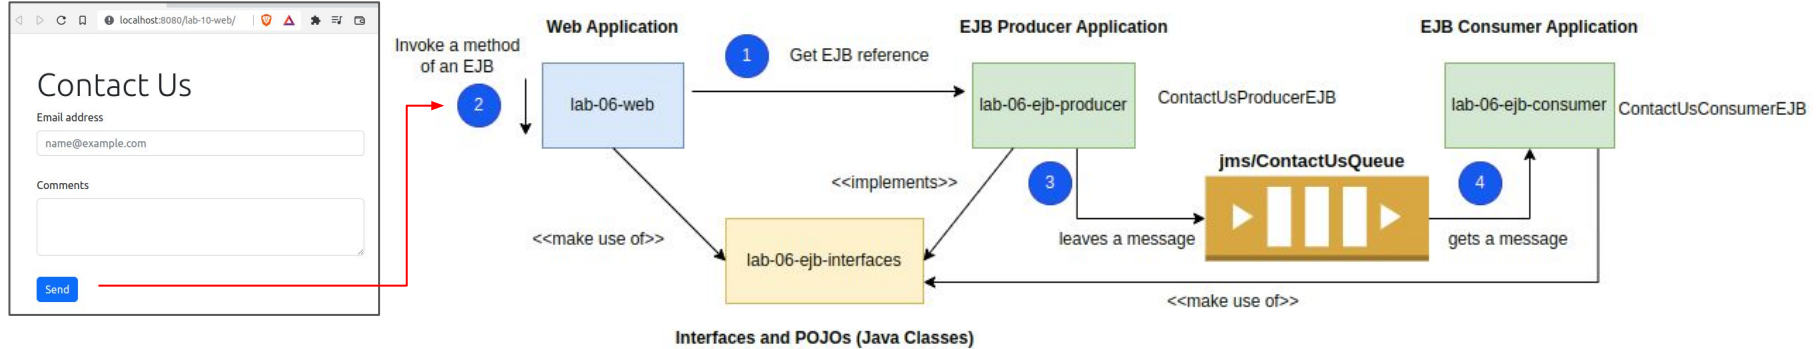 localhost:8080/lab-10-web/
Contact Us
Email address
name@example.com
Comments
Send
Invoke a method
of an EJB
2
Web Application
lab-06-web
1
Get EJB reference
EJB Producer Application
lab-06-ejb-producer
ContactUsProducerEJB
EJB Consumer Application
lab-06-ejb-consumer
ContactUsConsumerEJB
jms/ContactUsQueue
<<implements>>
3
4
<<make use of>>
leaves a message
gets a message
lab-06-ejb-interfaces
<<make use of>>
Interfaces and POJOs (Java Classes)